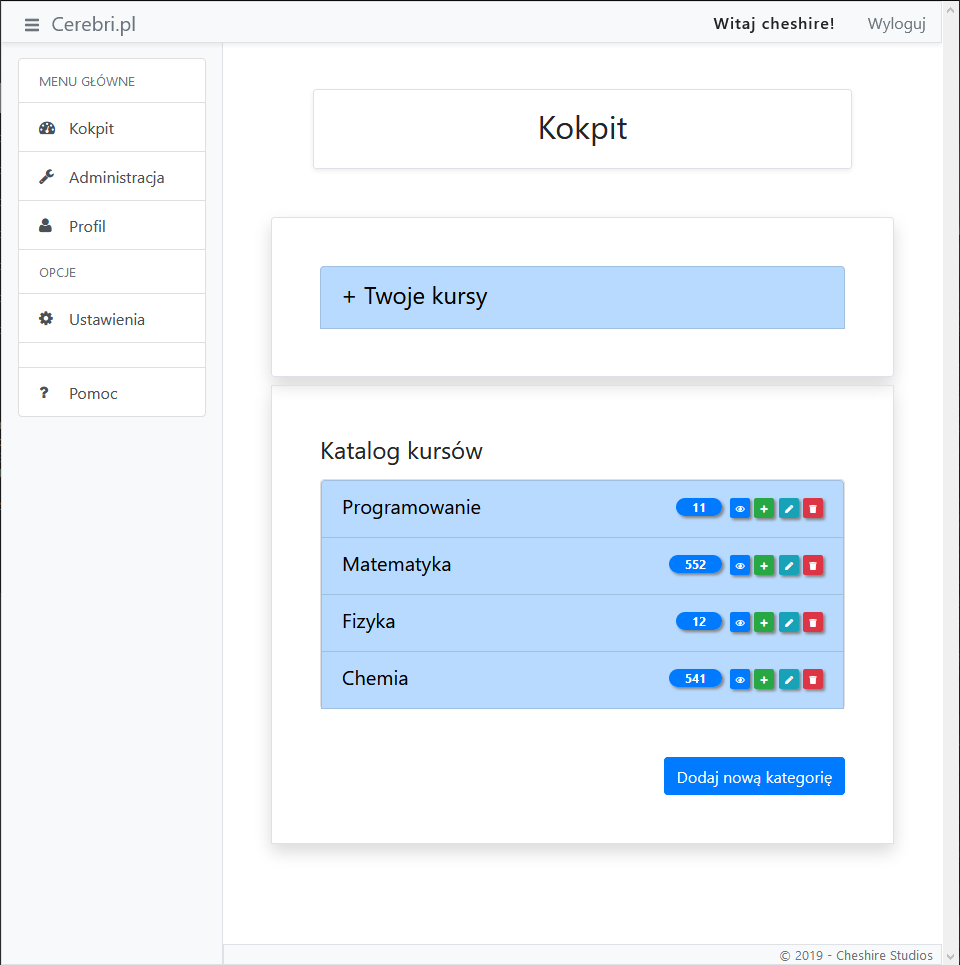 Cerebri.pl
Witaj cheshire! Wyloguj
MENU GŁÓWNE
Kokpit
Administracja
Profil
OPCJE
Ustawienia
? Pomoc
Kokpit
+ Twoje kursy
Katalog kursów
Programowanie 11
Matematyka 552
Fizyka 12
Chemia 541
Dodaj nową kategorię
© 2019 - Cheshire Studios